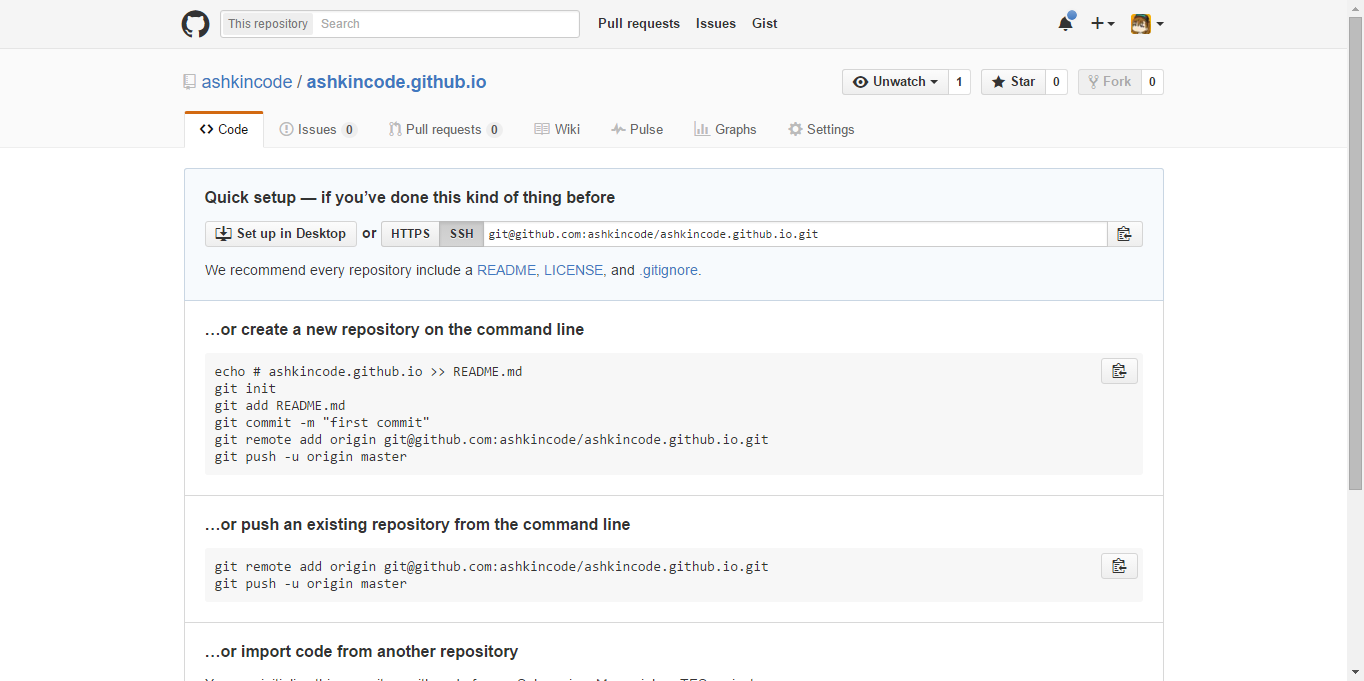 This repository Search Pull requests Issues Gist
ashkincode / ashkincode.github.io Unwatch 1 Star 0 Fork 0
Code Issues 0 Pull requests 0 Wiki Pulse Graphs Settings
Quick setup — if you’ve done this kind of thing before
Set up in Desktop or HTTPS SSH git@github.com:ashkincode/ashkincode.github.io.git
We recommend every repository include a README, LICENSE, and .gitignore.
…or create a new repository on the command line
echo # ashkincode.github.io >> README.md
git init
git add README.md
git commit -m "first commit"
git remote add origin git@github.com:ashkincode/ashkincode.github.io.git
git push -u origin master
…or push an existing repository from the command line
git remote add origin git@github.com:ashkincode/ashkincode.github.io.git
git push -u origin master
…or import code from another repository